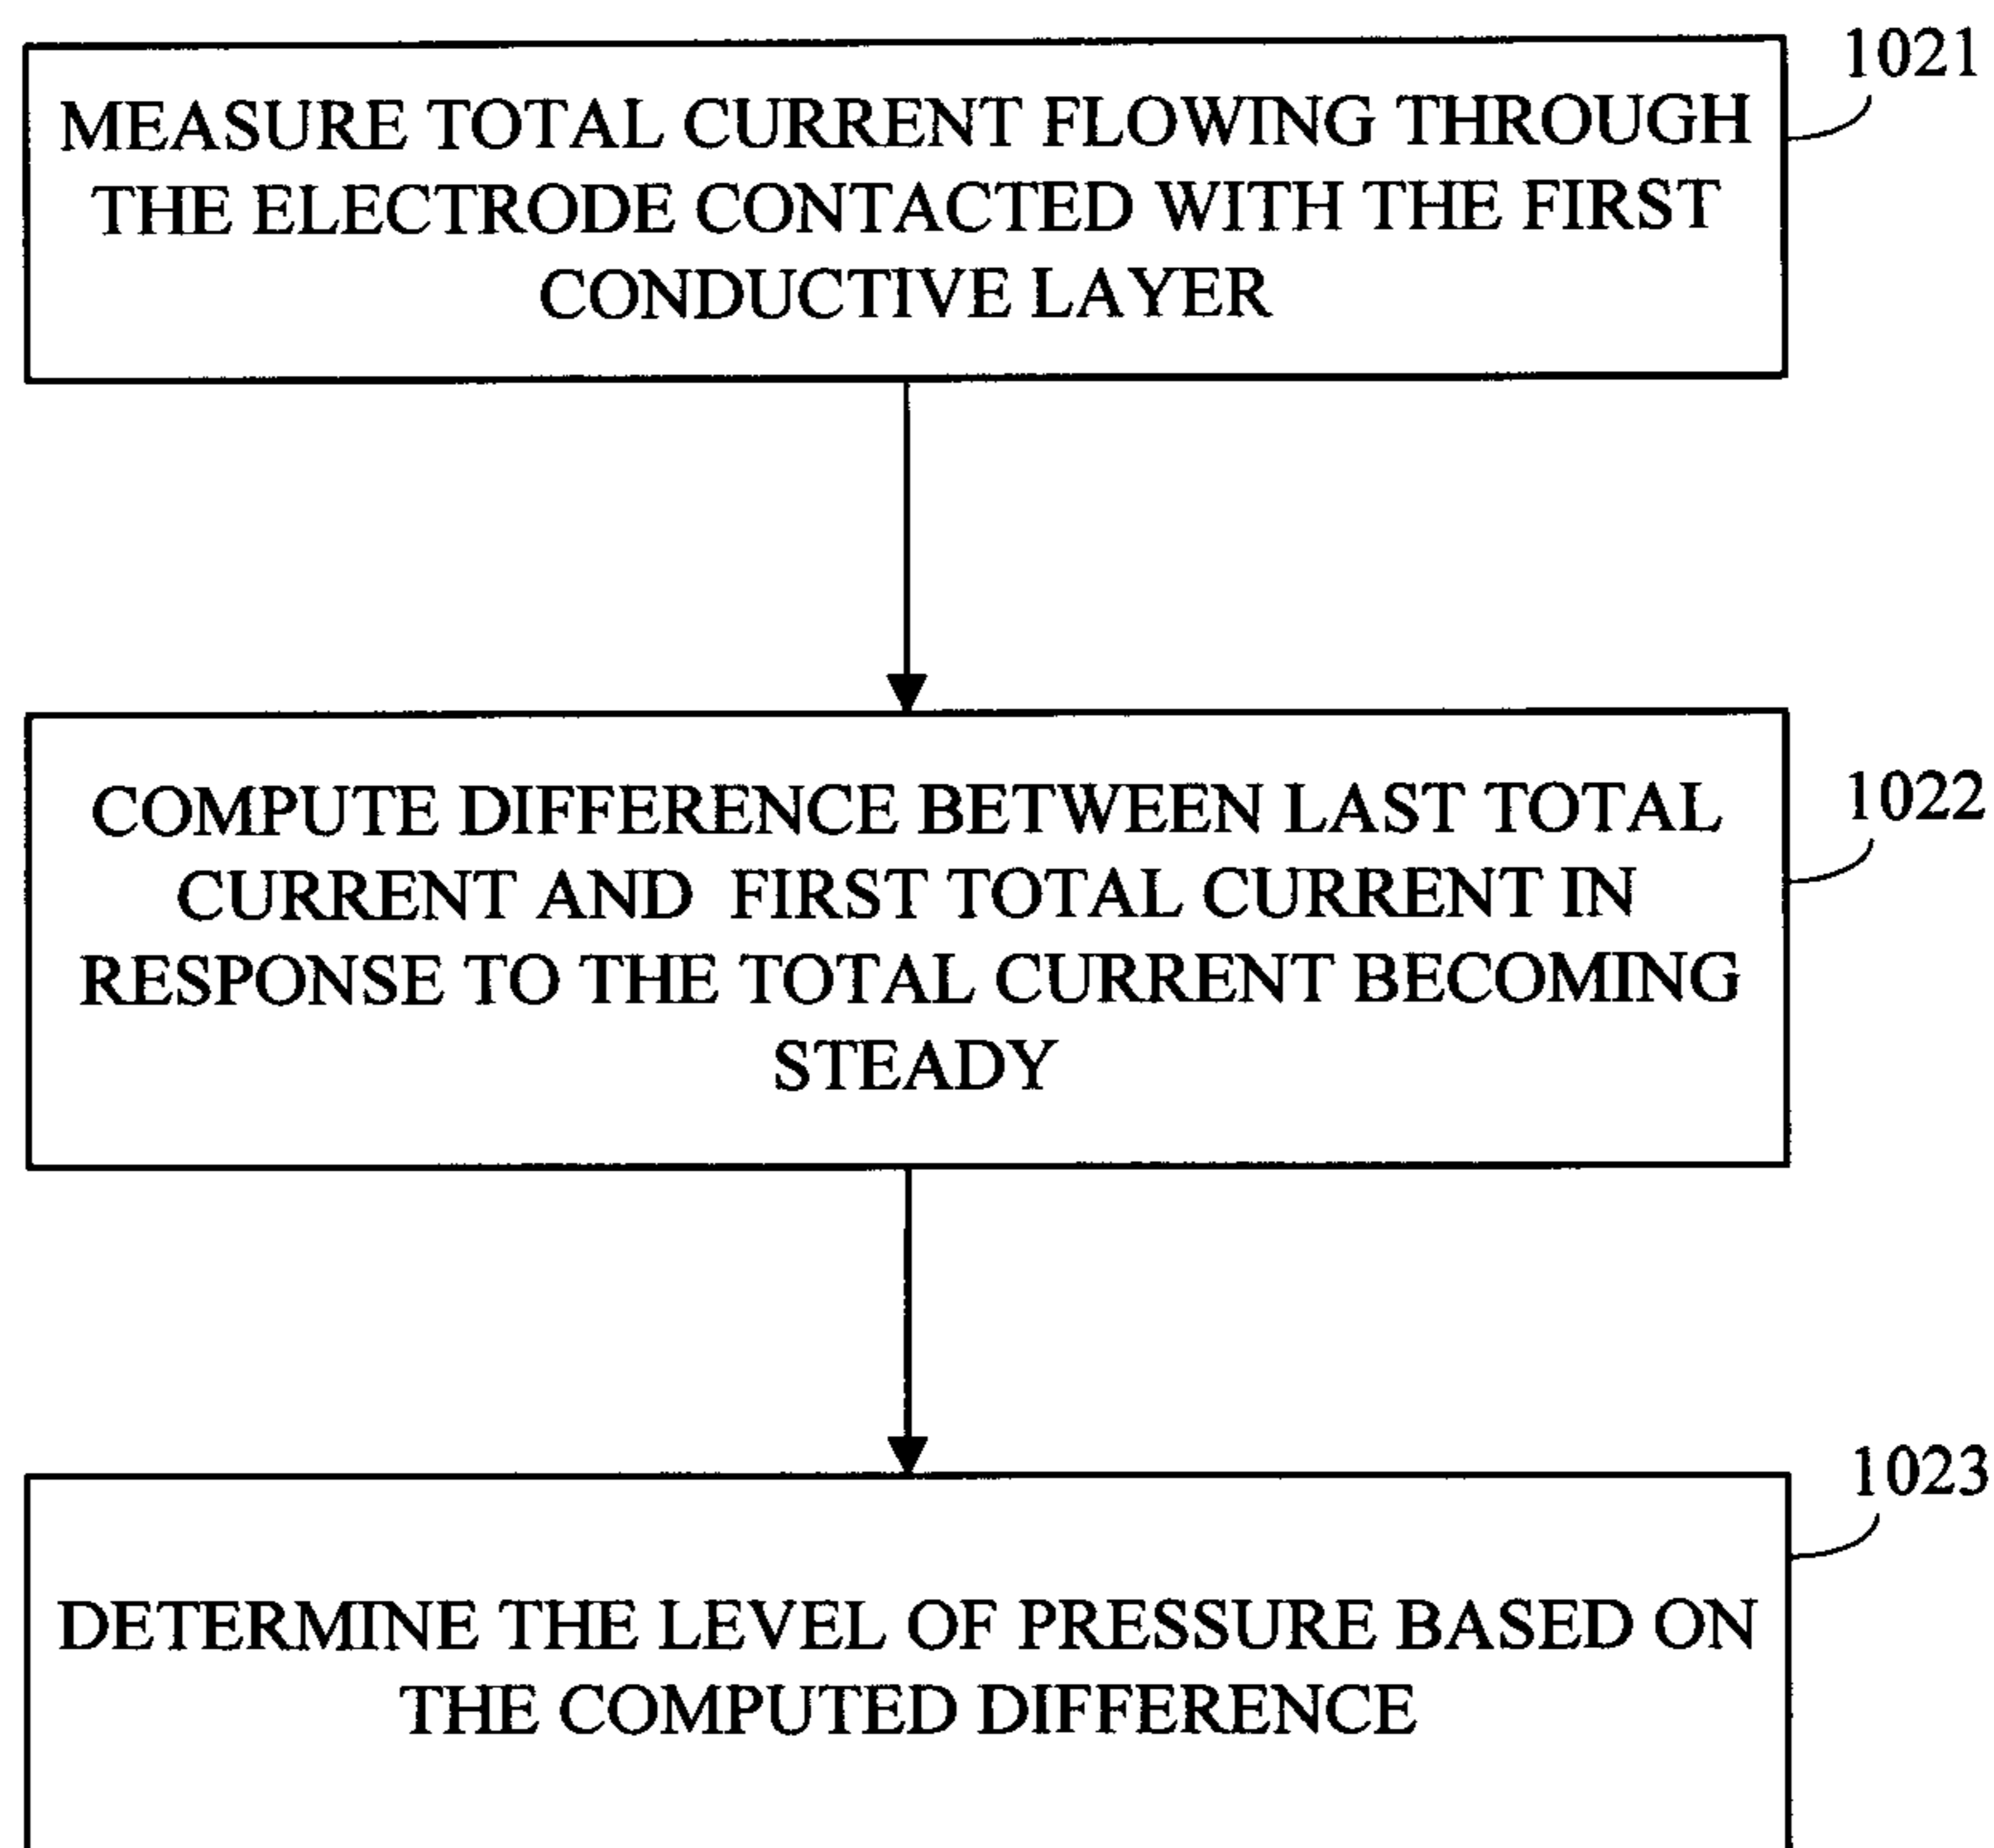 1021
MEASURE TOTAL CURRENT FLOWING THROUGH
THE ELECTRODE CONTACTED WITH THE FIRST
CONDUCTIVE LAYER
1022
COMPUTE DIFFERENCE BETWEEN LAST TOTAL
CURRENT AND FIRST TOTAL CURRENT IN
RESPONSE TO THE TOTAL CURRENT BECOMING
STEADY
1023
DETERMINE THE LEVEL OF PRESSURE BASED ON
THE COMPUTED DIFFERENCE